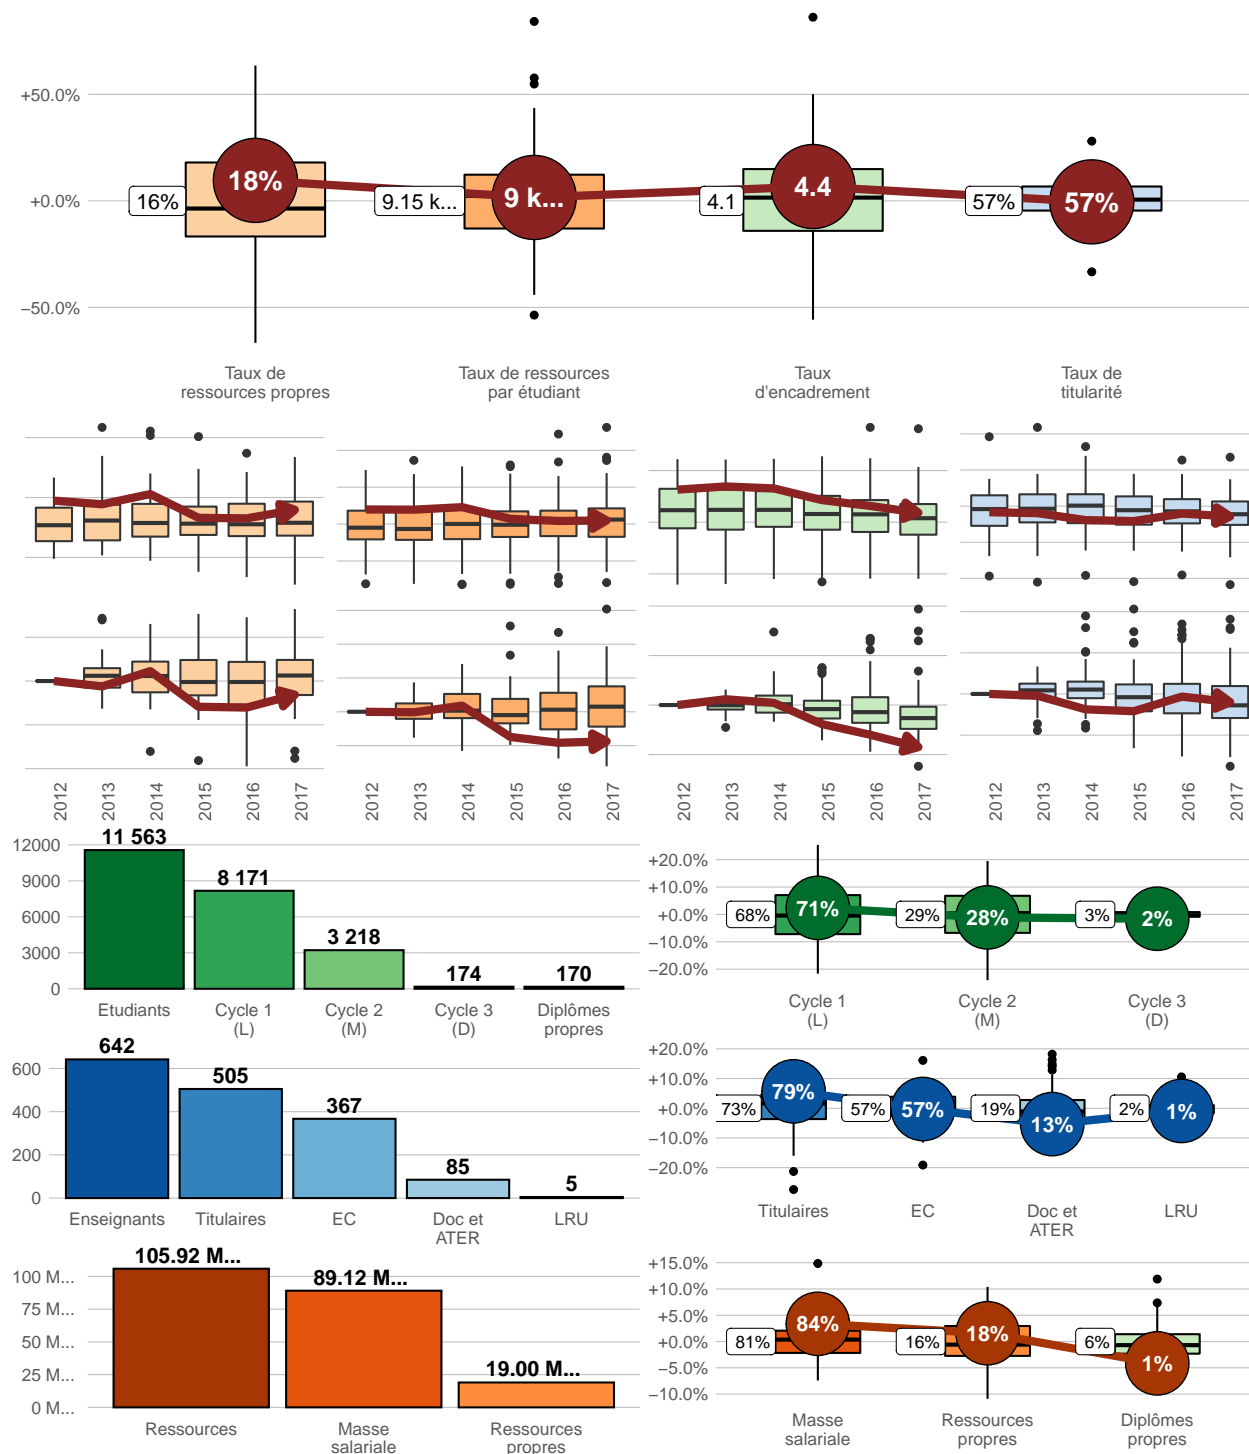 +50.0%
+0.0%
−50.0%
16%
18%
9.15 k...
9 k...
4.1
4.4
57%
57%
Taux de
ressources propres
Taux de ressources
par étudiant
Taux
d'encadrement
Taux de
titularité
2012
2013
2014
2015
2016
2017
2012
2013
2014
2015
2016
2017
2012
2013
2014
2015
2016
2017
2012
2013
2014
2015
2016
2017
12000
9000
6000
3000
0
11 563
8 171
3 218
174
170
Etudiants
Cycle 1
(L)
Cycle 2
(M)
Cycle 3
(D)
Diplômes
propres
+20.0%
+10.0%
+0.0%
−10.0%
−20.0%
68%
71%
29%
28%
3%
2%
Cycle 1
(L)
Cycle 2
(M)
Cycle 3
(D)
600
400
200
0
642
505
367
85
5
Enseignants
Titulaires
EC
Doc et
ATER
LRU
+20.0%
+10.0%
+0.0%
−10.0%
−20.0%
73%
79%
57%
57%
19%
13%
2%
1%
Titulaires
EC
Doc et
ATER
LRU
100 M...
75 M...
50 M...
25 M...
0 M...
105.92 M...
89.12 M...
19.00 M...
Ressources
Masse
salariale
Ressources
propres
+15.0%
+10.0%
+5.0%
+0.0%
−5.0%
−10.0%
81%
84%
16%
18%
6%
1%
Masse
salariale
Ressources
propres
Diplômes
propres